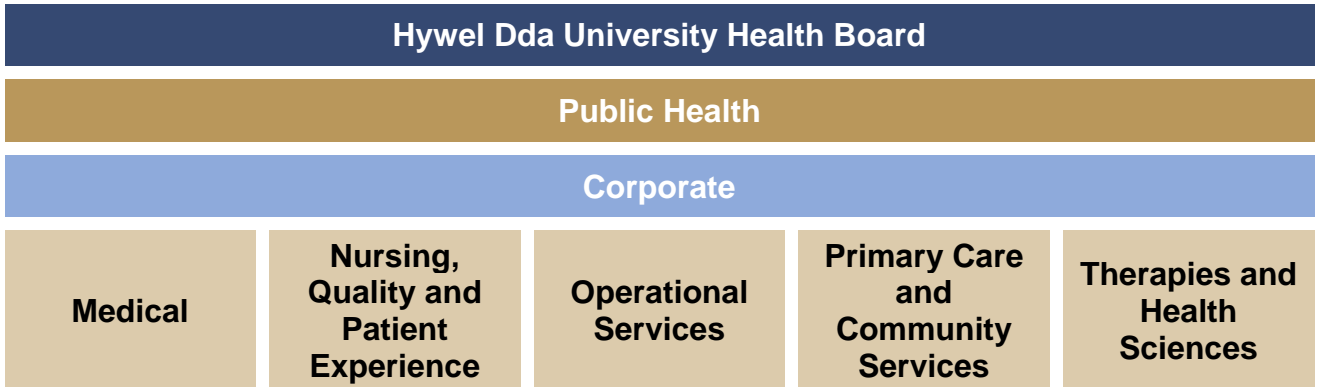 Hywel Dda University Health Board
Public Health
Corporate
Medical
Nursing,
Quality and
Patient
Experience
Operational
Services
Primary Care
and
Community
Services
Therapies and
Health
Sciences